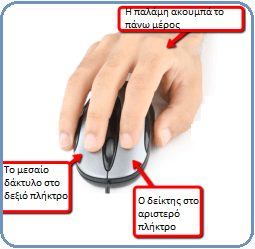 Η παλάμη ακουμπά το
πάνω μέρος
Το μεσαίο
δάκτυλο στο
δεξιό πλήκτρο
Ο δείκτης στο
αριστερό
πλήκτρο